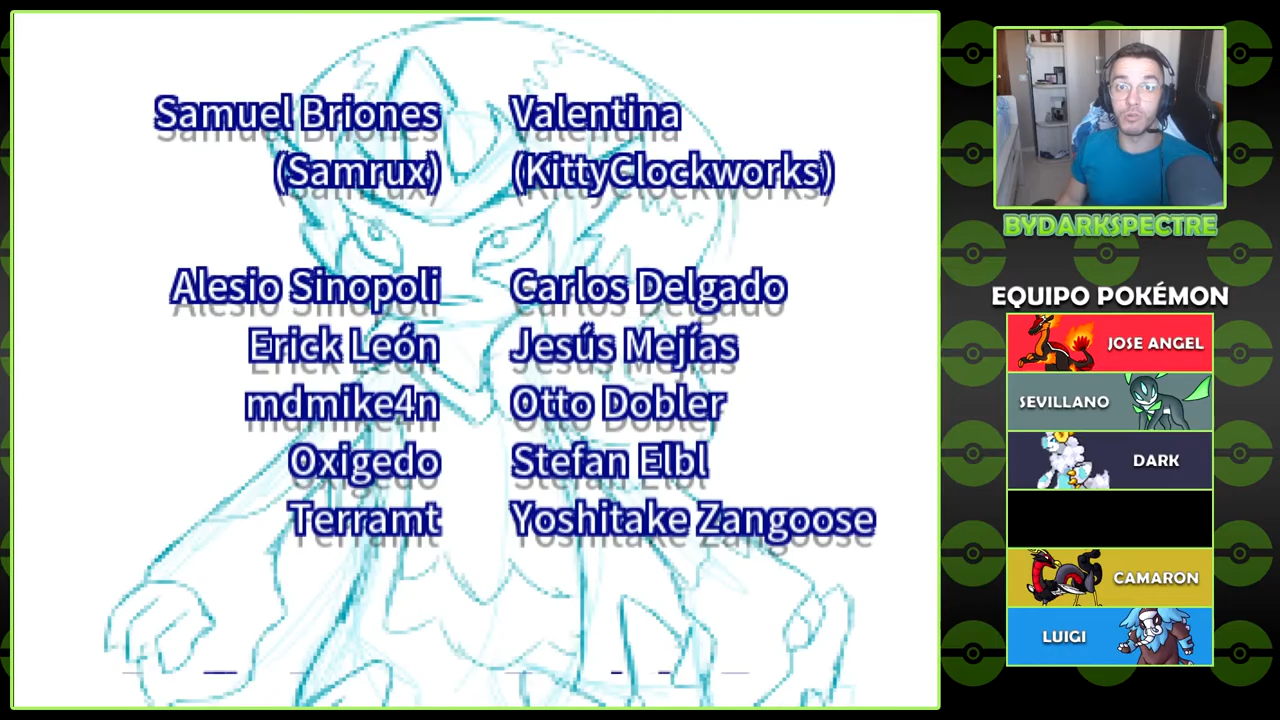 Samuel Briones
(Samrux)
Valentina
(KittyClockworks)
Alesio Sinopoli
Erick León
mdmike4n
Oxigedo
Terramt
Carlos Delgado
Jesús Mejías
Otto Dobler
Stefan Elbl
Yoshitake Zangoose
BYDARKSPECTRE
EQUIPO POKÉMON
JOSE ANGEL
SEVILLANO
DARK
CAMARON
LUIGI